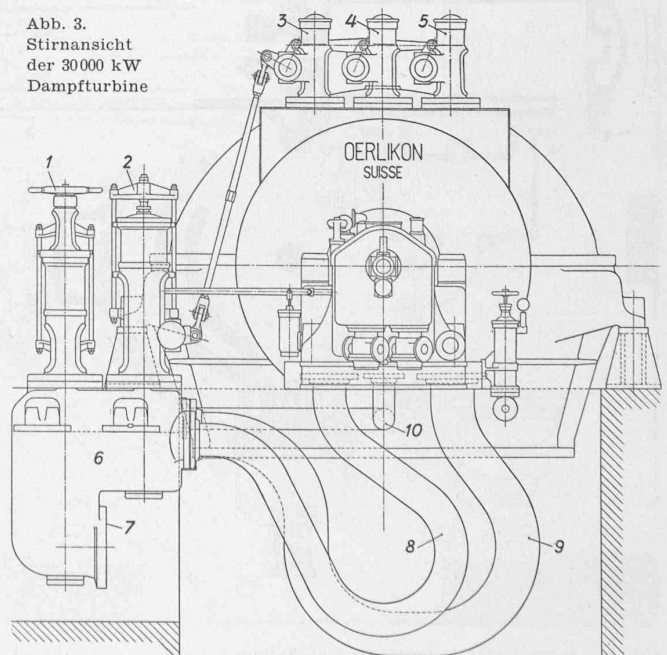 Abb. 3.
Stirnansicht
der 30000 kW
Dampfturbine
3
4
5
1
2
OERLIKON
SUISSE
10
6
7
8
9